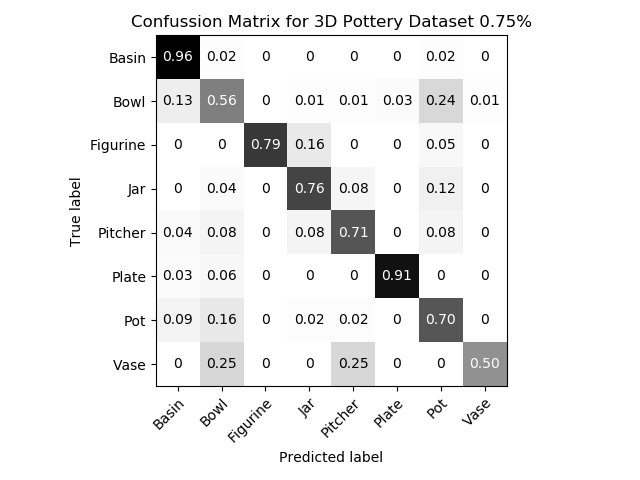 Confussion Matrix for 3D Pottery Dataset 0.75%
True label
Basin 0.96 0.02 0 0 0 0 0.02 0
Bowl 0.13 0.56 0 0.01 0.01 0.03 0.24 0.01
Figurine 0 0 0.79 0.16 0 0 0.05 0
Jar 0 0.04 0 0.76 0.08 0 0.12 0
Pitcher 0.04 0.08 0 0.08 0.71 0 0.08 0
Plate 0.03 0.06 0 0 0 0.91 0 0
Pot 0.09 0.16 0 0.02 0.02 0 0.70 0
Vase 0 0.25 0 0 0.25 0 0 0.50
Basin Bowl Figurine Jar Pitcher Plate Pot Vase
Predicted label